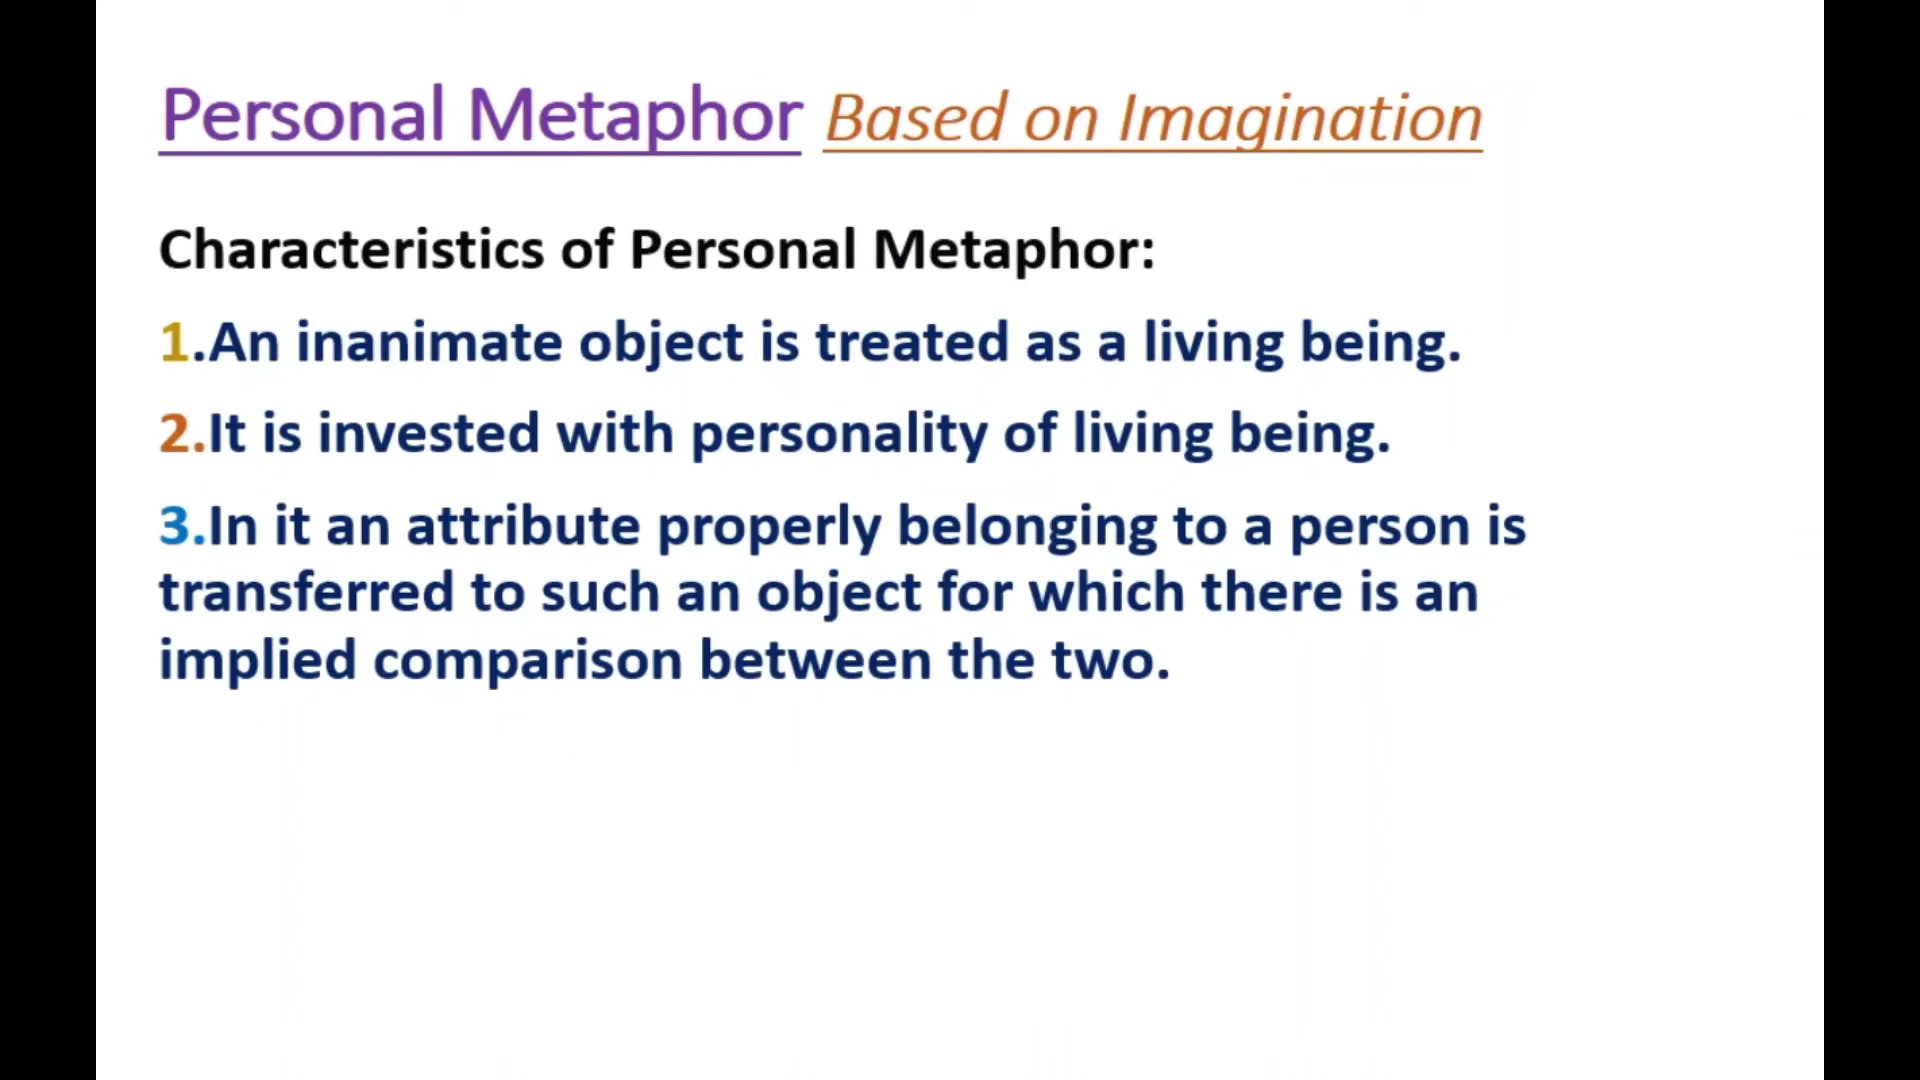 Personal Metaphor Based on Imagination
Characteristics of Personal Metaphor:
1.An inanimate object is treated as a living being.
2.It is invested with personality of living being.
3.In it an attribute properly belonging to a person is
transferred to such an object for which there is an
implied comparison between the two.